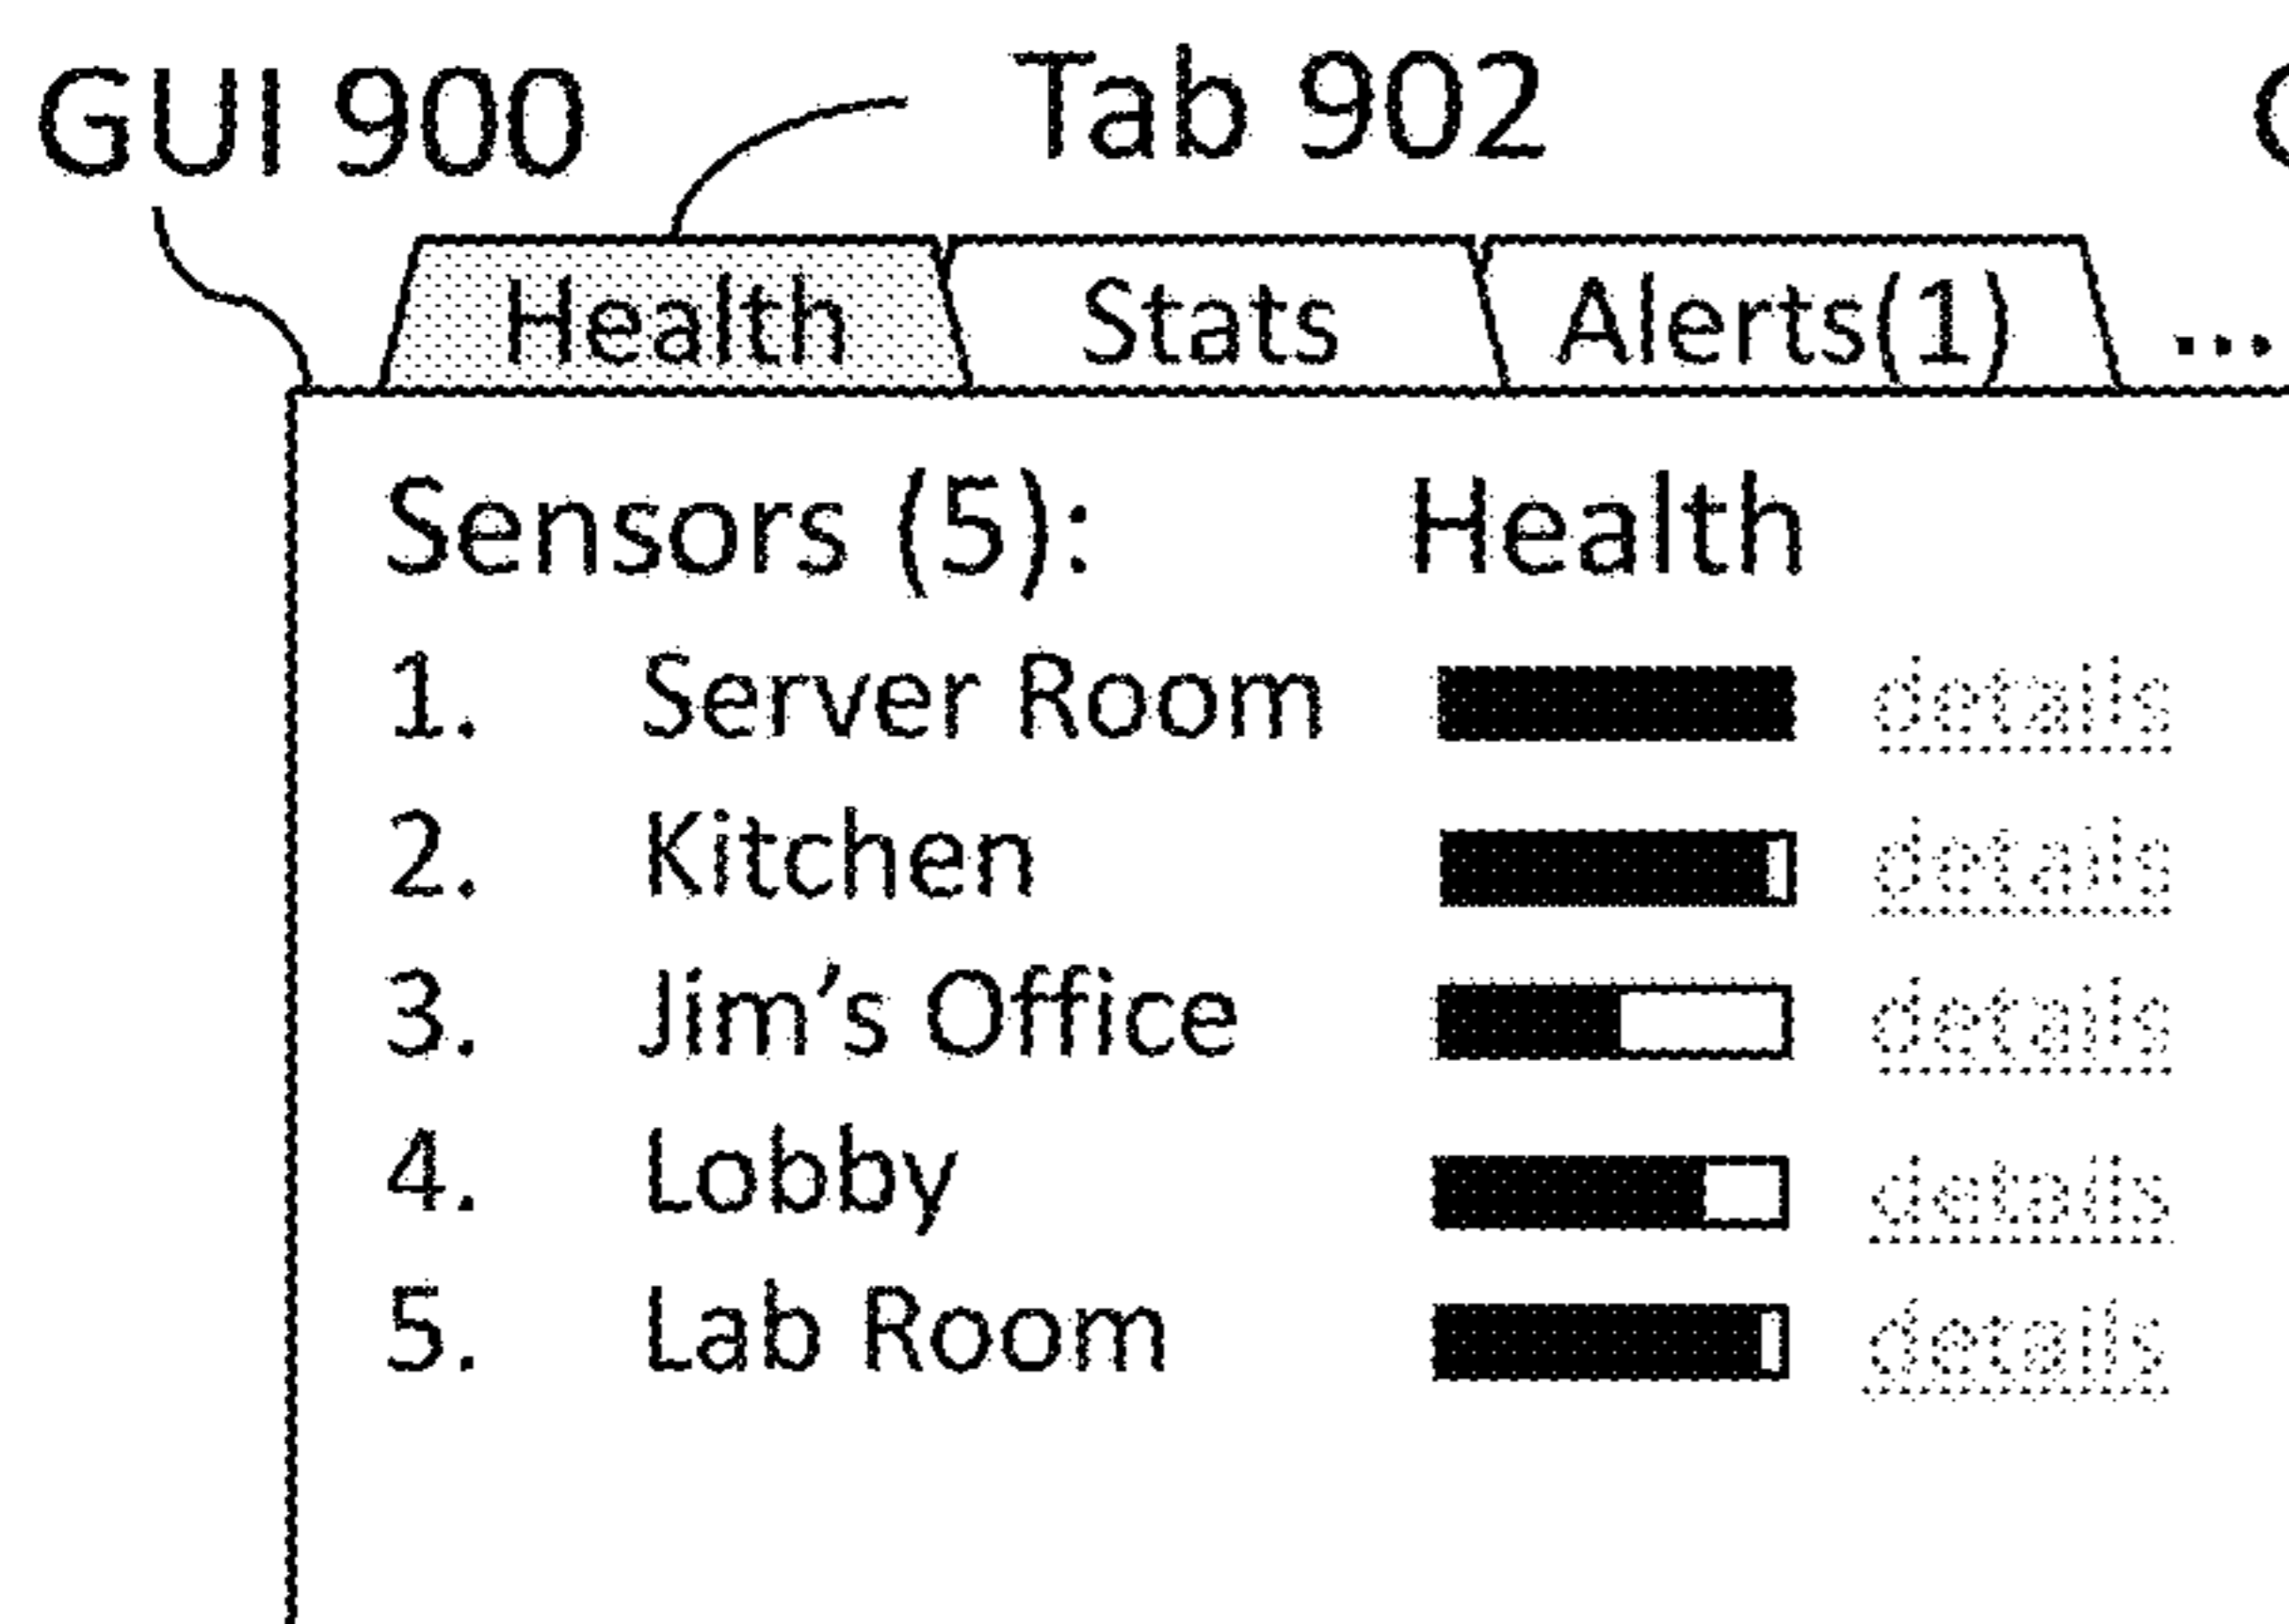 GUI 900 Tab 902
Health Stats Alerts(1) ...
Sensors (5): Health
1. Server Room details
2. Kitchen details
3. Jim’s Office details
4. Lobby details
5. Lab Room details